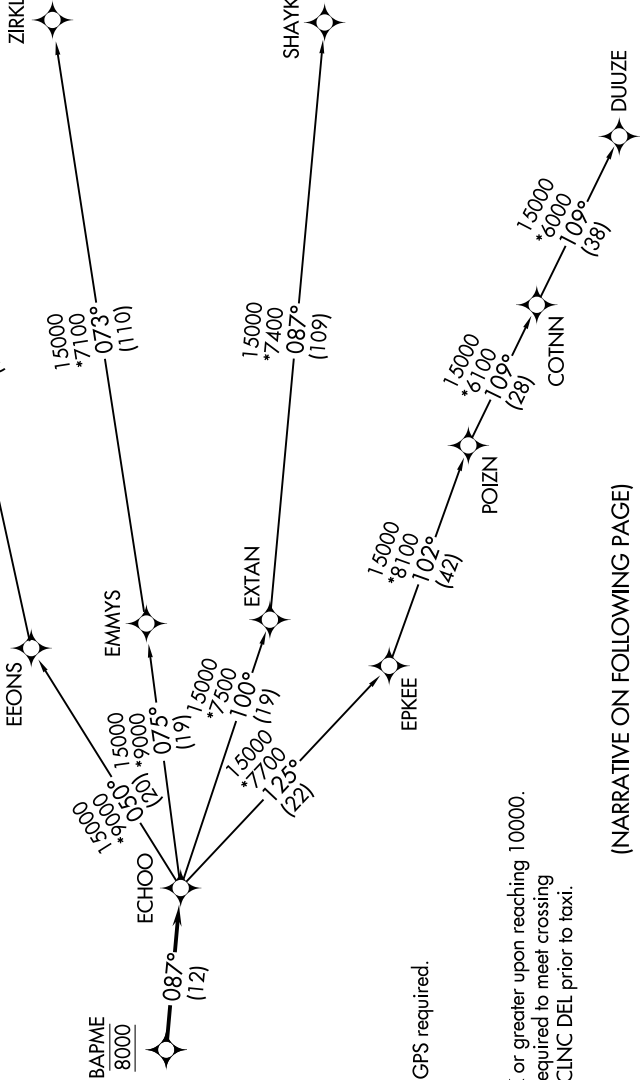 ZIRKL
SHAYK
DUUZE
15000
*7100
073°
(110)
15000
*7400
087°
(109)
15000
*6000
109°
(38)
COTNN
15000
*6100
109°
(28)
POIZN
15000
*8100
102°
(42)
EPKEE
EEONS
EMMYS
EXTAN
15000
*9000
050°
(20)
15000
*9000
075°
(19)
15000
*7500
100°
(19)
15000
*7700
125°
(22)
ECHOO
087°
(12)
BAPME
8000
GPS required.
or greater upon reaching 10000.
equired to meet crossing
CLNC DEL prior to taxi.
(NARRATIVE ON FOLLOWING PAGE)